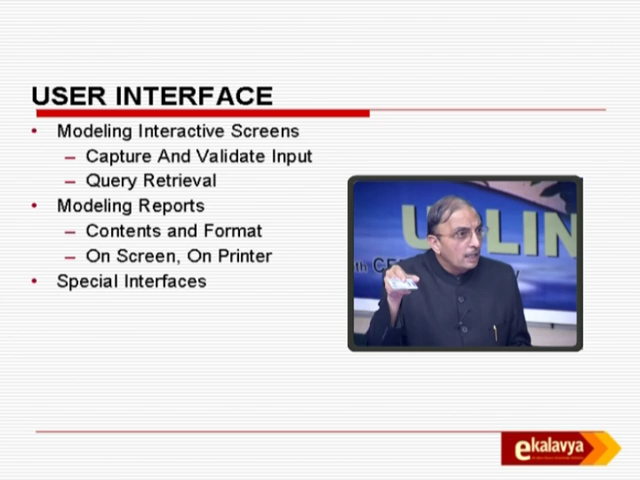 USER INTERFACE
• Modeling Interactive Screens
– Capture And Validate Input
– Query Retrieval
• Modeling Reports
– Contents and Format
– On Screen, On Printer
• Special Interfaces
ekalavya